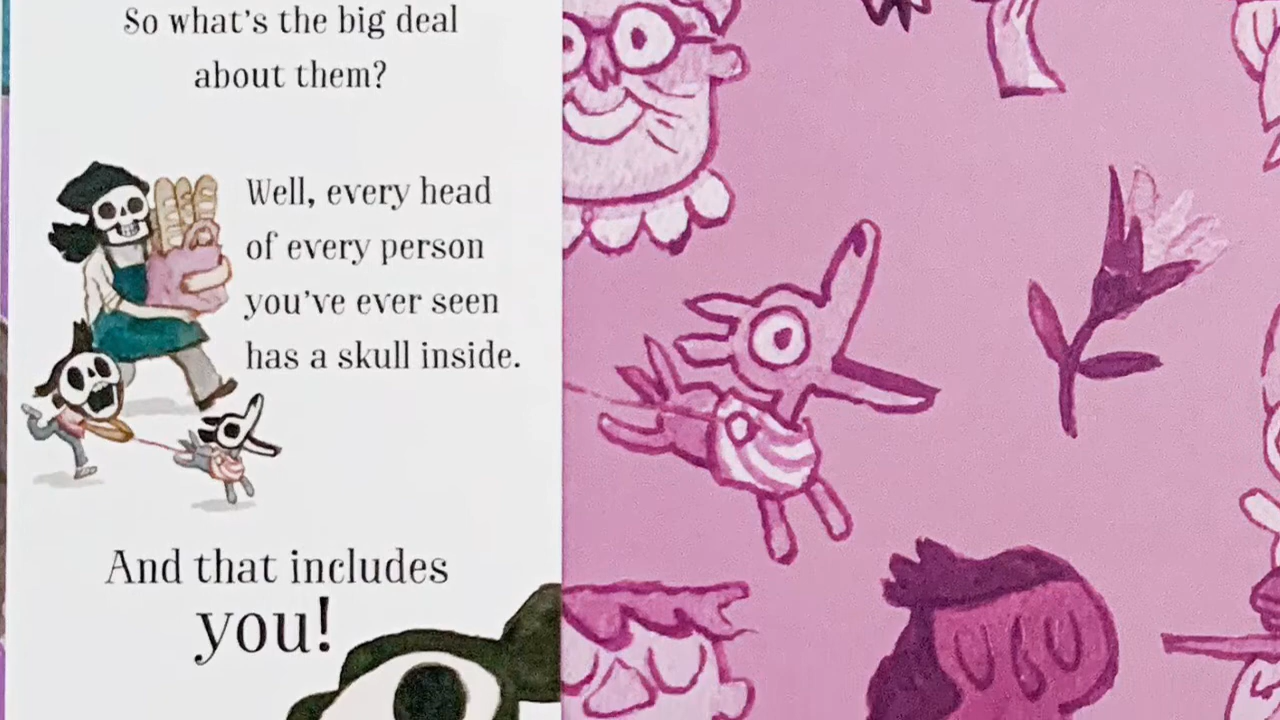 So what's the big deal
about them?
Well, every head
of every person
you've ever seen
has a skull inside.
And that includes
you!